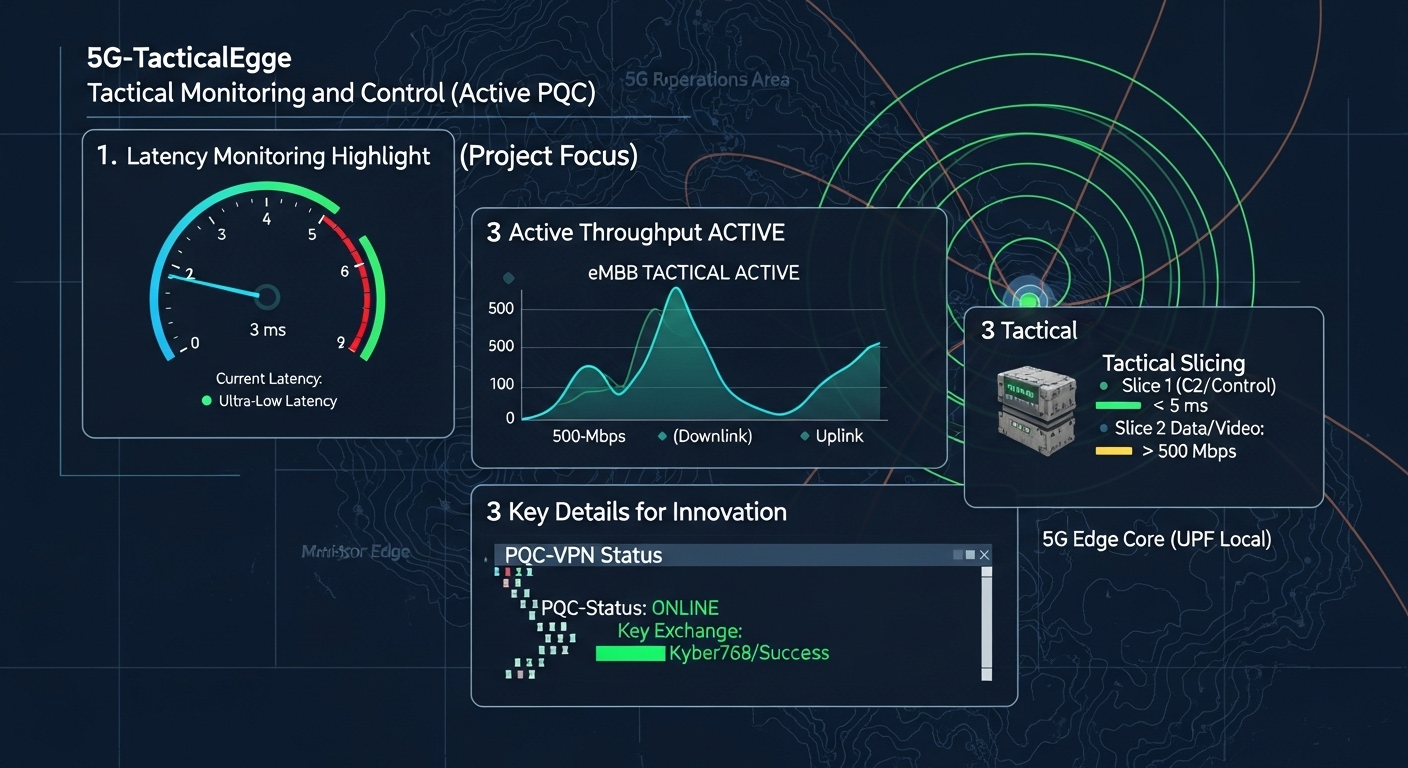 5G-TacticalEgge
Tactical Monitoring and Control (Active PQC)
5G Rperations Area
1. Latency Monitoring Highlight
(Project Focus)
4
3
5
2
6
0
9
3 ms
Current Latency:
Ultra-Low Latency
3 Active Throughput ACTIVE
eMBB TACTICAL ACTIVE
500
500
100
0
500-Mbps
(Downlink)
Uplink
3 Tactical
Tactical Slicing
Slice 1 (C2/Control)
< 5 ms
Slice 2 Data/Video:
> 500 Mbps
5G Edge Core (UPF Local)
3 Key Details for Innovation
Edge
PQC-VPN Status
PQC-Status: ONLINE
Key Exchange:
Kyber768/Success